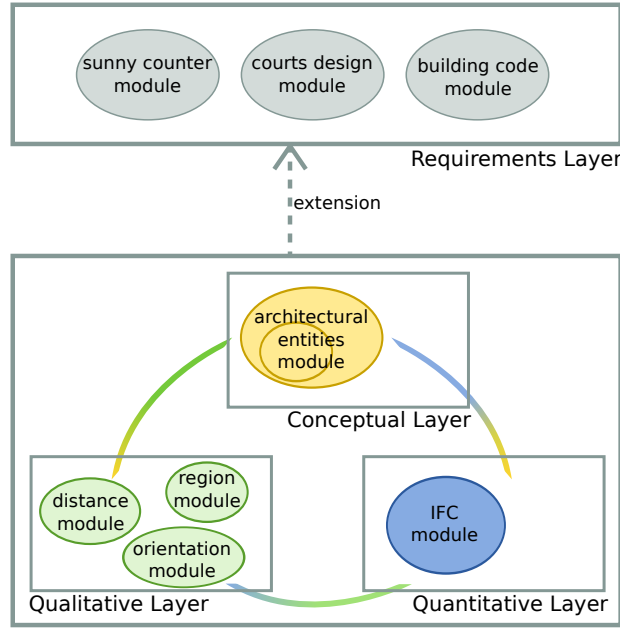 sunny counter
module
courts design
module
building code
module
Requirements Layer
extension
architectural
entities
module
Conceptual Layer
distance
module
region
module
orientation
module
Qualitative Layer
IFC
module
Quantitative Layer